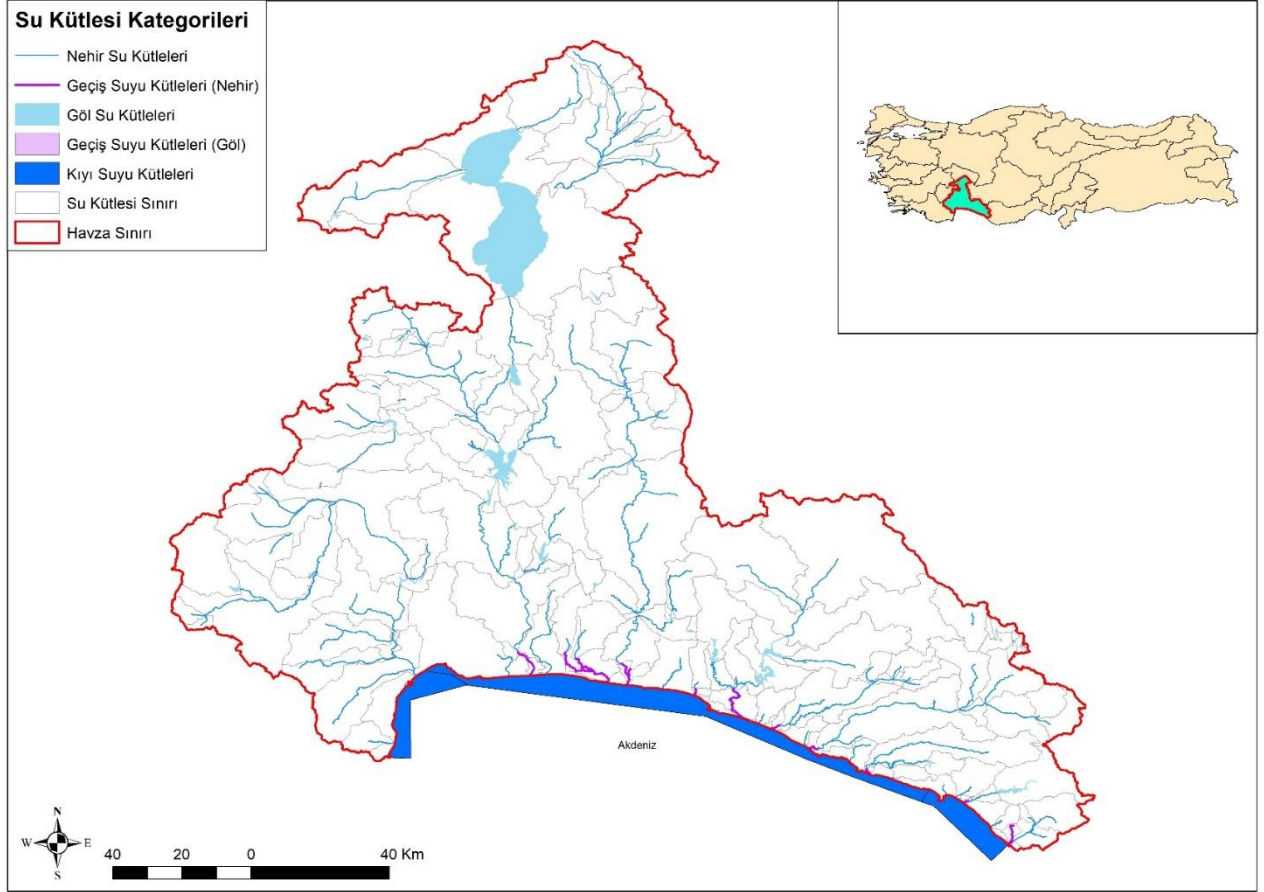 Su Kütlesi Kategorileri
Nehir Su Kütleleri
Geçiş Suyu Kütleleri (Nehir)
Göl Su Kütleleri
Geçiş Suyu Kütleleri (Göl)
Kıyı Suyu Kütleleri
Su Kütlesi Sınırı
Havza Sınırı
Akdeniz
N
W E
S
40 20 0 40 Km